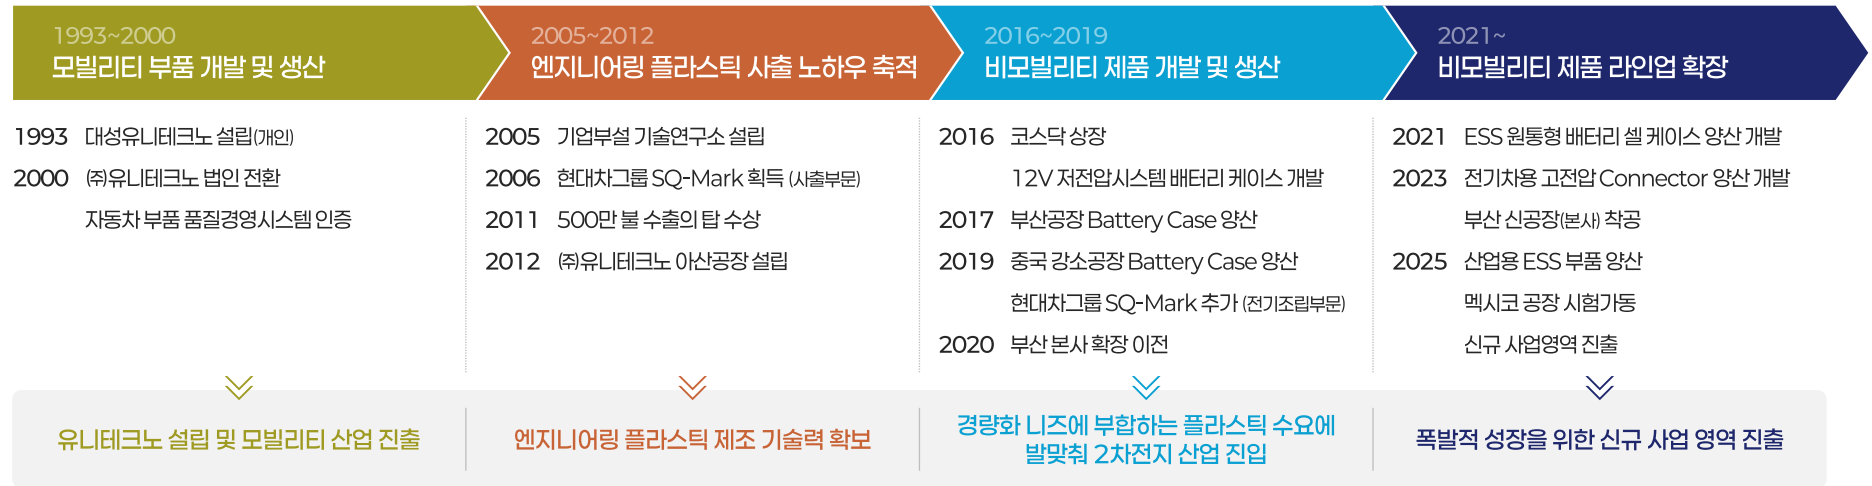 1993~2000
모빌리티 부품 개발 및 생산
1993 대성유니테크노 설립(개인)
2000 ㈜유니테크노 법인 전환
자동차 부품 품질경영시스템 인증
유니테크노 설립 및 모빌리티 산업 진출
2005~2012
엔지니어링 플라스틱 사출 노하우 축적
2005 기업부설 기술연구소 설립
2006 현대차그룹 SQ-Mark 획득 (사출부문)
2011 500만 불 수출의 탑 수상
2012 ㈜유니테크노 아산공장 설립
엔지니어링 플라스틱 제조 기술력 확보
2016~2019
비모빌리티 제품 개발 및 생산
2016 코스닥 상장
12V 저전압시스템 배터리 케이스 개발
2017 부산공장 Battery Case 양산
2019 중국 강소공장 Battery Case 양산
현대차그룹 SQ-Mark 추가 (전기조립부문)
2020 부산 본사 확장 이전
경량화 니즈에 부합하는 플라스틱 수요에
발맞춰 2차전지 산업 진입
2021~
비모빌리티 제품 라인업 확장
2021 ESS 원통형 배터리 셀 케이스 양산 개발
2023 전기차용 고전압 Connector 양산 개발
부산 신공장(본사) 착공
2025 산업용 ESS 부품 양산
멕시코 공장 시험가동
신규 사업영역 진출
폭발적 성장을 위한 신규 사업 영역 진출